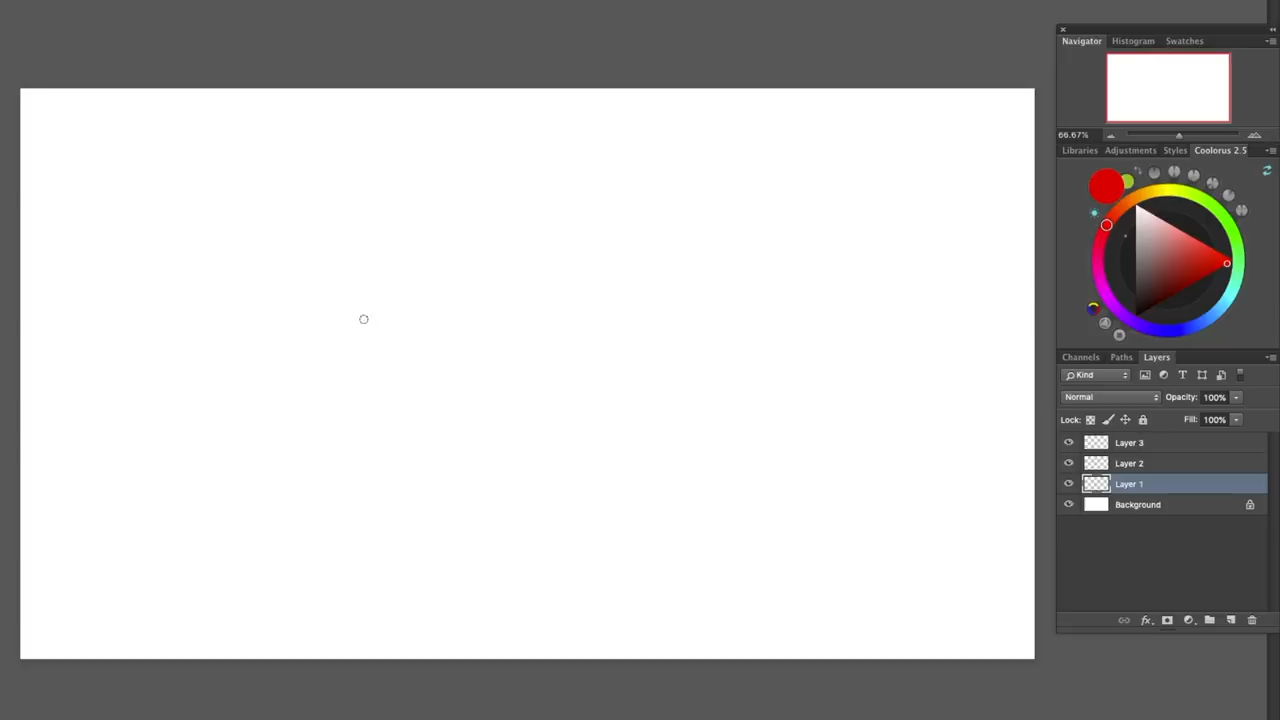 Navigator Histogram Swatches
66.67%
Libraries Adjustments Styles Coolorus 2.5
Channels Paths Layers
Kind
Normal Opacity: 100%
Lock: Fill: 100%
Layer 3
Layer 2
Layer 1
Background
fx